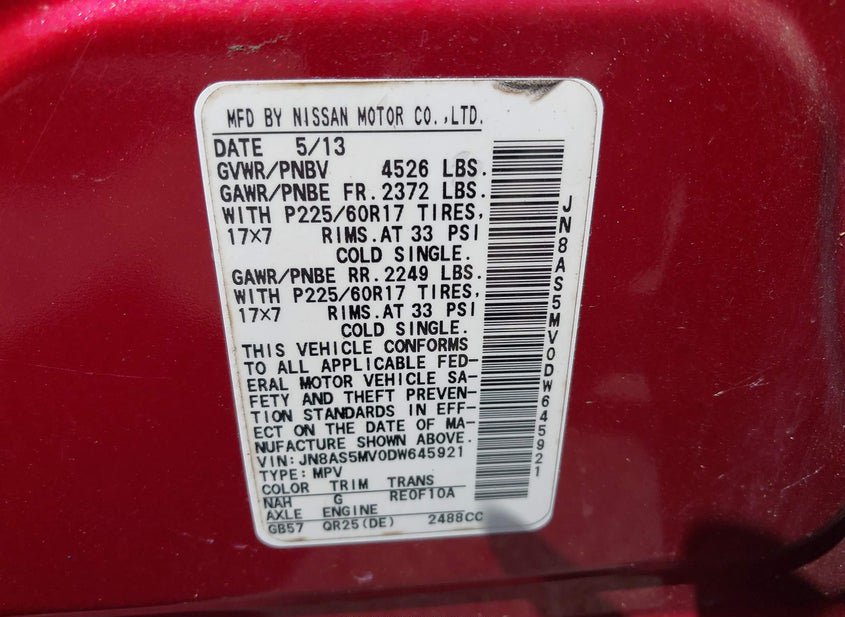 MFD BY NISSAN MOTOR CO.,LTD.
DATE 5/13
GVWR/PNBV 4526 LBS.
GAWR/PNBE FR.2372 LBS.
WITH P225/60R17 TIRES,
17x7 RIMS.AT 33 PSI
COLD SINGLE.
GAWR/PNBE RR.2249 LBS.
WITH P225/60R17 TIRES,
17x7 RIMS.AT 33 PSI
COLD SINGLE.
THIS VEHICLE CONFORMS
TO ALL APPLICABLE FED-
ERAL MOTOR VEHICLE SA-
FETY AND THEFT PREVEN-
TION STANDARDS IN EFF-
ECT ON THE DATE OF MA-
NUFACTURE SHOWN ABOVE.
VIN:JN8AS5MV0DW645921
TYPE:MPV
COLOR TRIM TRANS
NAH G RE0F10A
AXLE ENGINE
GB57 QR25(DE) 2488CC
JN8AS5MV0DW645921